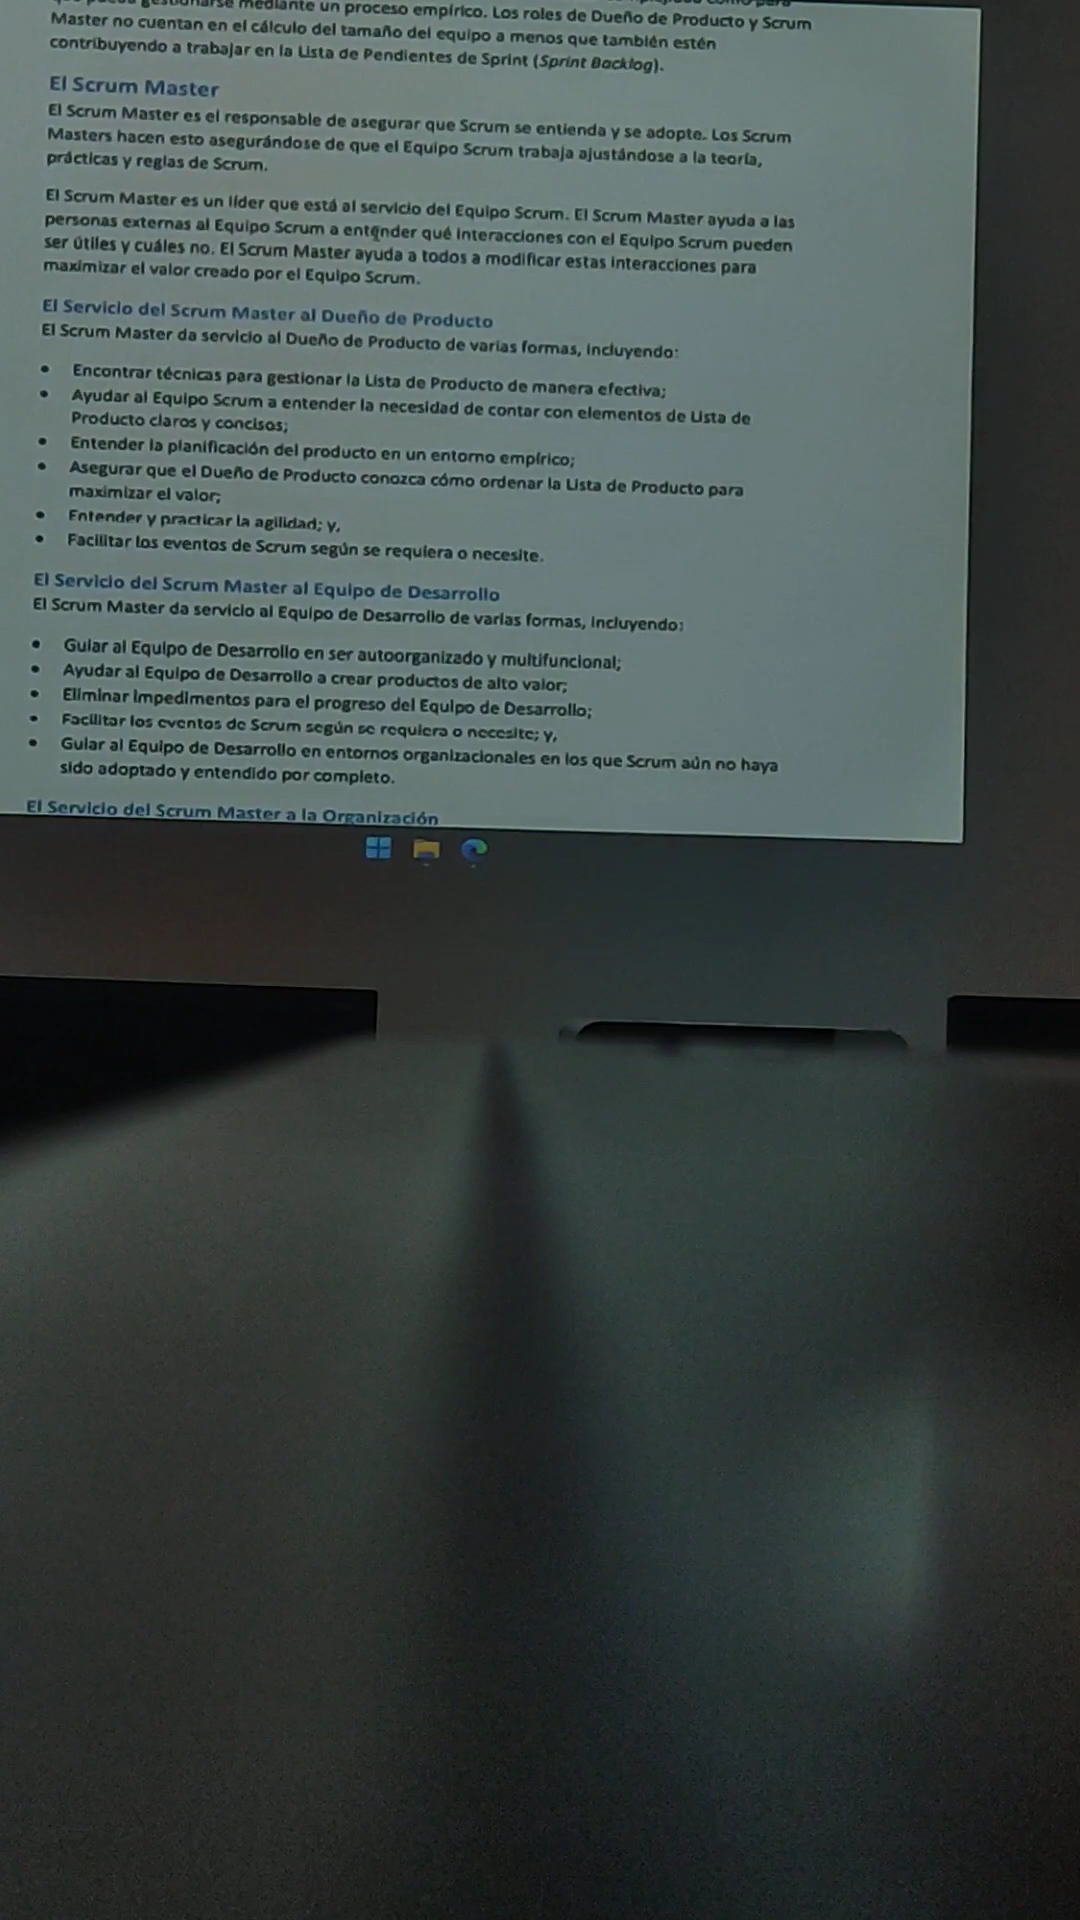 gestionarse mediante un proceso empírico. Los roles de Dueño de Producto y Scrum
Master no cuentan en el cálculo del tamaño del equipo a menos que también estén
contribuyendo a trabajar en la Lista de Pendientes de Sprint (Sprint Backlog).
El Scrum Master
El Scrum Master es el responsable de asegurar que Scrum se entienda y se adopte. Los Scrum
Masters hacen esto asegurándose de que el Equipo Scrum trabaja ajustándose a la teoría,
prácticas y reglas de Scrum.
El Scrum Master es un líder que está al servicio del Equipo Scrum. El Scrum Master ayuda a las
personas externas al Equipo Scrum a entender qué interacciones con el Equipo Scrum pueden
ser útiles y cuáles no. El Scrum Master ayuda a todos a modificar estas interacciones para
maximizar el valor creado por el Equipo Scrum.
El Servicio del Scrum Master al Dueño de Producto
El Scrum Master da servicio al Dueño de Producto de varias formas, incluyendo:
• Encontrar técnicas para gestionar la Lista de Producto de manera efectiva;
• Ayudar al Equipo Scrum a entender la necesidad de contar con elementos de Lista de
Producto claros y concisos;
• Entender la planificación del producto en un entorno empírico;
• Asegurar que el Dueño de Producto conozca cómo ordenar la Lista de Producto para
maximizar el valor;
• Entender y practicar la agilidad; y,
• Facilitar los eventos de Scrum según se requiera o necesite.
El Servicio del Scrum Master al Equipo de Desarrollo
El Scrum Master da servicio al Equipo de Desarrollo de varias formas, incluyendo:
• Guiar al Equipo de Desarrollo en ser autoorganizado y multifuncional;
• Ayudar al Equipo de Desarrollo a crear productos de alto valor;
• Eliminar impedimentos para el progreso del Equipo de Desarrollo;
• Facilitar los eventos de Scrum según se requiera o necesite; y,
• Guiar al Equipo de Desarrollo en entornos organizacionales en los que Scrum aún no haya
sido adoptado y entendido por completo.
El Servicio del Scrum Master a la Organización